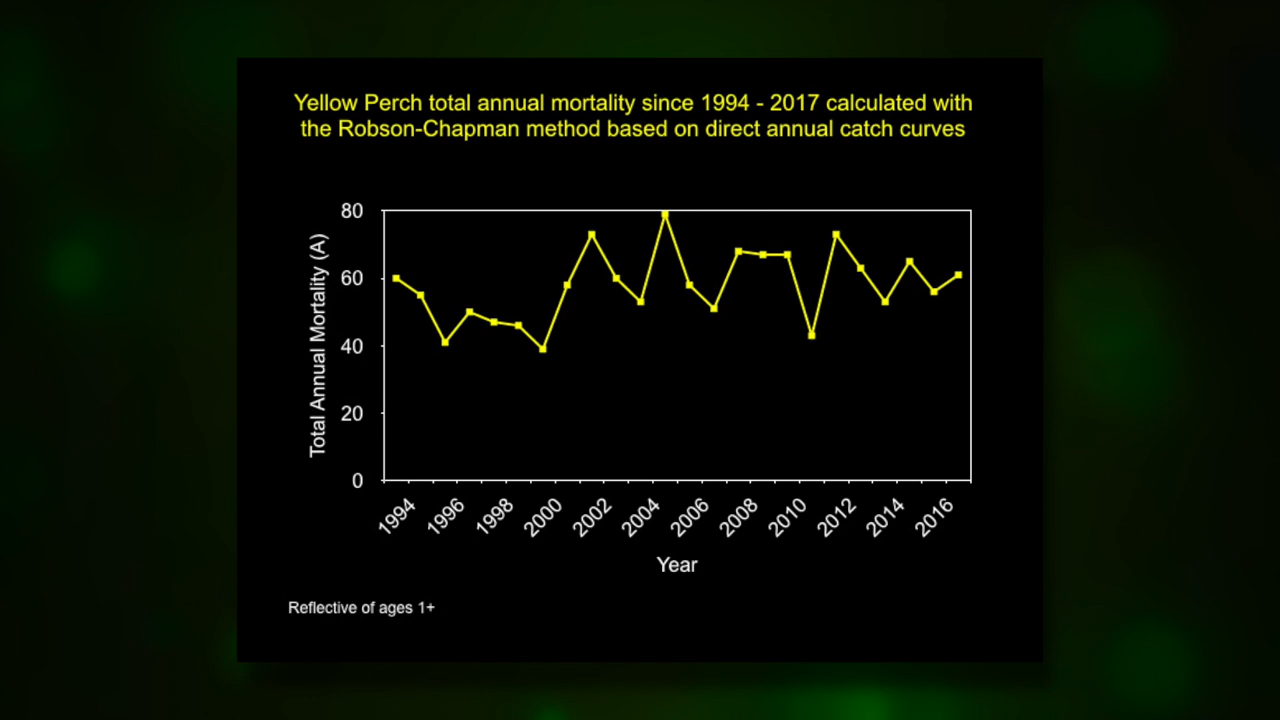 Yellow Perch total annual mortality since 1994 - 2017 calculated with
the Robson-Chapman method based on direct annual catch curves
80
60
40
20
0
Total Annual Mortality (A)
1994 1996 1998 2000 2002 2004 2006 2008 2010 2012 2014 2016
Year
Reflective of ages 1+